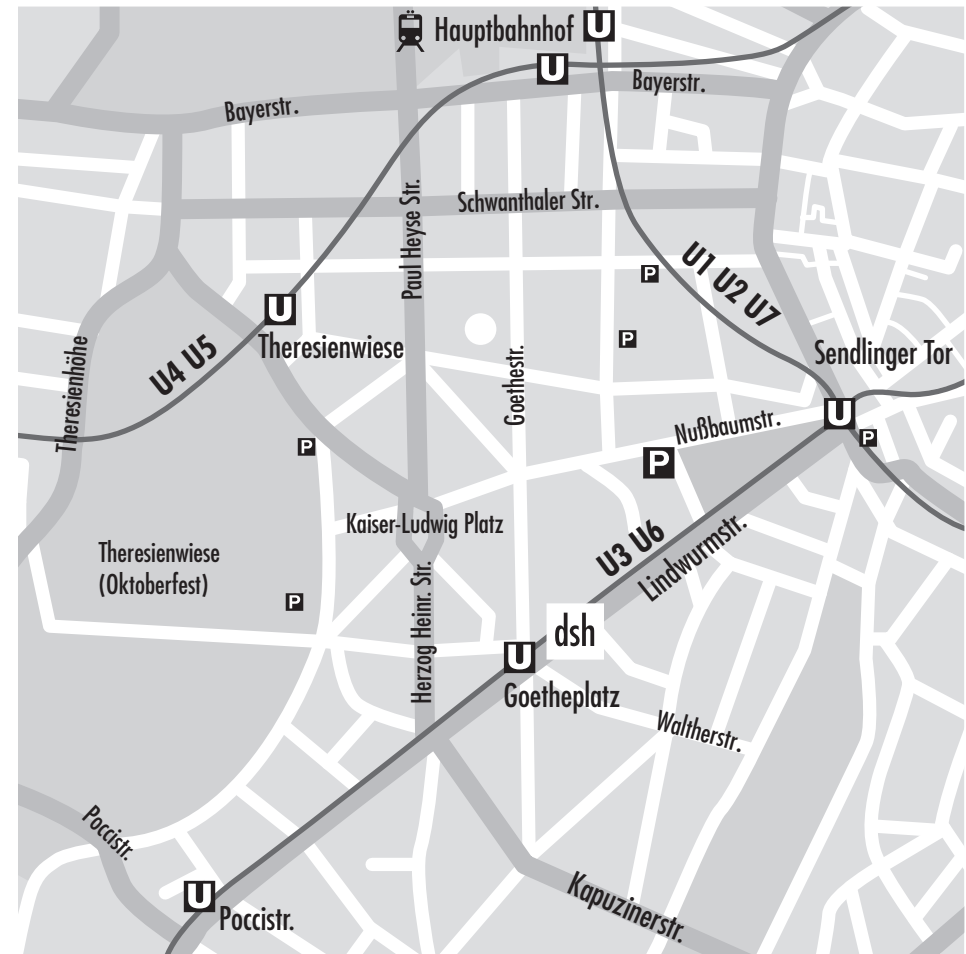 Hauptbahnhof U
U
Bayerstr.
Bayerstr.
Paul Heyse Str.
Schwanthaler Str.
U1 U2 U7
P
U
Theresienwiese
P
Sendlinger Tor
Theresienhöhe
U4 U5
Goethestr.
U
P
Nußbaumstr.
P
P
Kaiser-Ludwig Platz
U3 U6
Lindwurmstr.
Theresienwiese
(Oktoberfest)
P
Herzog Heinr. Str.
dsh
U
Goetheplatz
Waltherstr.
Poccistr.
U
Poccistr.
Kapuzinerstr.